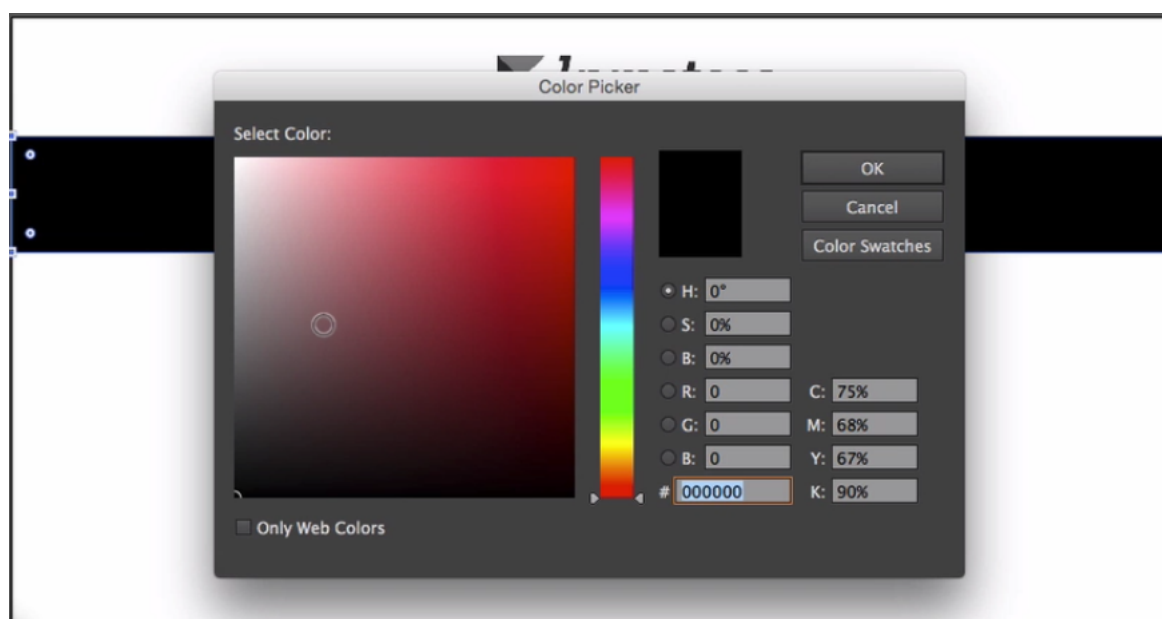 Color Picker
Select Color:
OK
Cancel
Color Swatches
H: 0°
S: 0%
B: 0%
R: 0 C: 75%
G: 0 M: 68%
B: 0 Y: 67%
# 000000 K: 90%
Only Web Colors